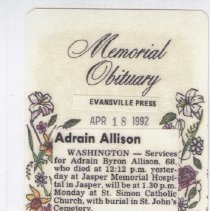 Memorial
Obituary
EVANSVILLE PRESS
APR 18 1992
Adrain Allison
WASHINGTON — Services
for Adrain Byron Allison, 68,
who died at 12:12 p.m. yester-
day at Jasper Memorial Hospi-
tal in Jasper, will be at 1:30 p.m.
Monday at St. Simon Catholic
Church, with burial in St. John's
Cemetery.